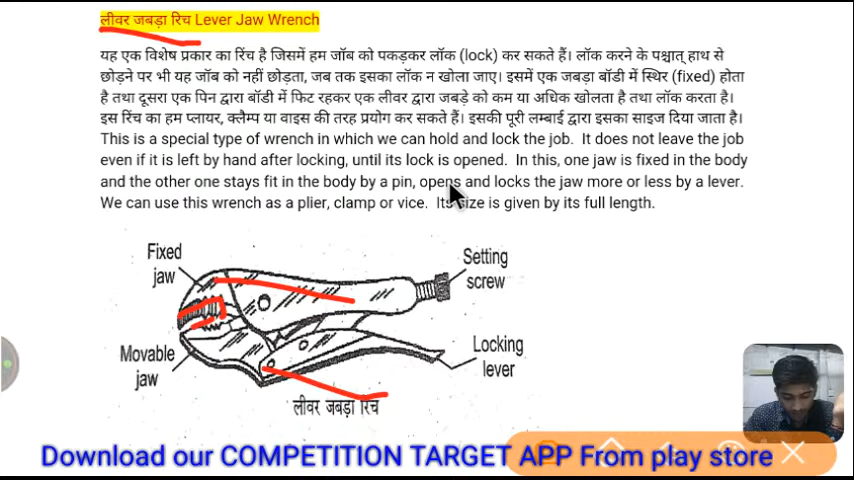 लीवर जबड़ा रिंच Lever Jaw Wrench
यह एक विशेष प्रकार का रिंच है जिसमें हम जॉब को पकड़कर लॉक (lock) कर सकते हैं। लॉक करने के पश्चात् हाथ से
छोड़ने पर भी यह जॉब को नहीं छोड़ता, जब तक इसका लॉक न खोला जाए। इसमें एक जबड़ा बॉडी में स्थिर (fixed) होता
है तथा दूसरा एक पिन द्वारा बॉडी में फिट रहकर एक लीवर द्वारा जबड़े को कम या अधिक खोलता है तथा लॉक करता है।
इस रिंच का हम प्लायर, क्लैम्प या वाइस की तरह प्रयोग कर सकते हैं। इसकी पूरी लम्बाई द्वारा इसका साइज दिया जाता है।
This is a special type of wrench in which we can hold and lock the job.  It does not leave the job
even if it is left by hand after locking, until its lock is opened.  In this, one jaw is fixed in the body
and the other one stays fit in the body by a pin, opens and locks the jaw more or less by a lever.
We can use this wrench as a plier, clamp or vice.  Its size is given by its full length.
Fixed
jaw
Setting
screw
Movable
jaw
Locking
lever
लीवर जबड़ा रिंच
Download our COMPETITION TARGET APP From play store